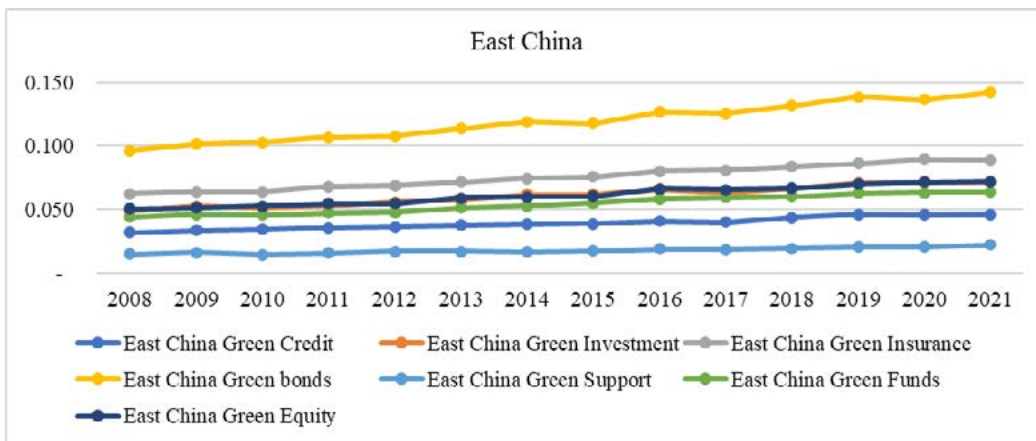 East China
0.150
0.100
0.050
-
2008 2009 2010 2011 2012 2013 2014 2015 2016 2017 2018 2019 2020 2021
East China Green Credit East China Green Investment East China Green Insurance
East China Green bonds East China Green Support East China Green Funds
East China Green Equity